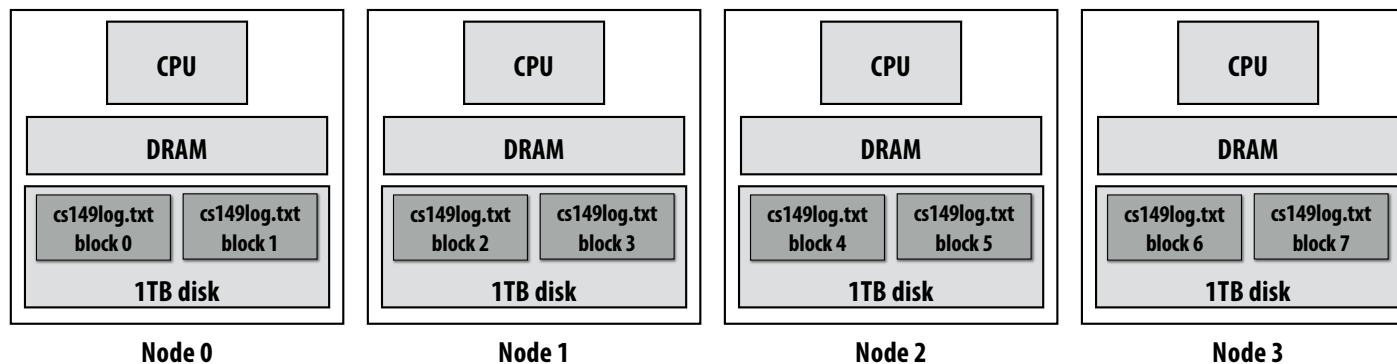 CPU
DRAM
cs149log.txt
block 0
cs149log.txt
block 1
1TB disk
Node 0
CPU
DRAM
cs149log.txt
block 2
cs149log.txt
block 3
1TB disk
Node 1
CPU
DRAM
cs149log.txt
block 4
cs149log.txt
block 5
1TB disk
Node 2
CPU
DRAM
cs149log.txt
block 6
cs149log.txt
block 7
1TB disk
Node 3